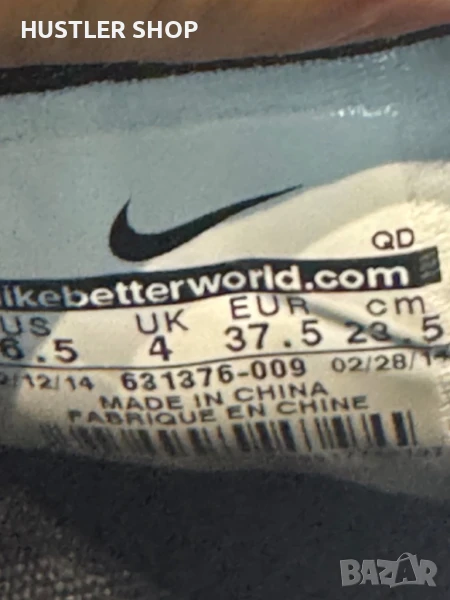 HUSTLER SHOP
QD
ikebetterworld.com
US UK EUR cm
6.5 4 37.5 23.5
2/12/14 631376-009 02/28/14
MADE IN CHINA
FABRIQUE EN CHINE
BAZAR